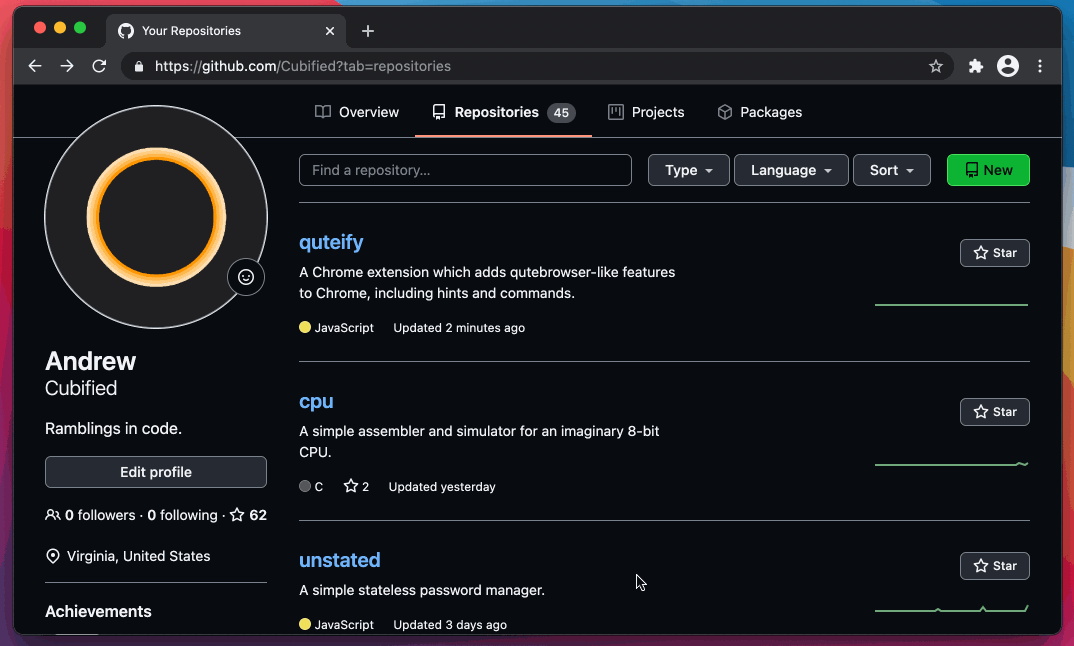 Your Repositories
https://github.com/Cubified?tab=repositories
Overview
Repositories 45
Projects
Packages
Find a repository...
Type
Language
Sort
New
quteify
Star
A Chrome extension which adds qutebrowser-like features
to Chrome, including hints and commands.
JavaScript
Updated 2 minutes ago
Andrew
Cubified
Ramblings in code.
Edit profile
0 followers · 0 following · 62
Virginia, United States
Achievements
cpu
Star
A simple assembler and simulator for an imaginary 8-bit
CPU.
C
2
Updated yesterday
unstated
Star
A simple stateless password manager.
JavaScript
Updated 3 days ago